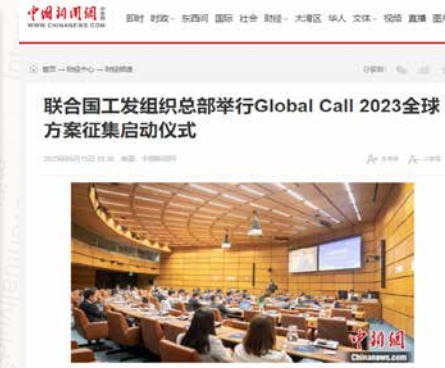 中国新闻网
WWW.CHINANEWS.COM
即时 时政 东西问 国际 社会 财经 大湾区 华人 文体 视频 直播
首页 → 财经中心 → 财经频道
联合国工发组织总部举行Global Call 2023全球
方案征集启动仪式
中新网
Chinanews.com